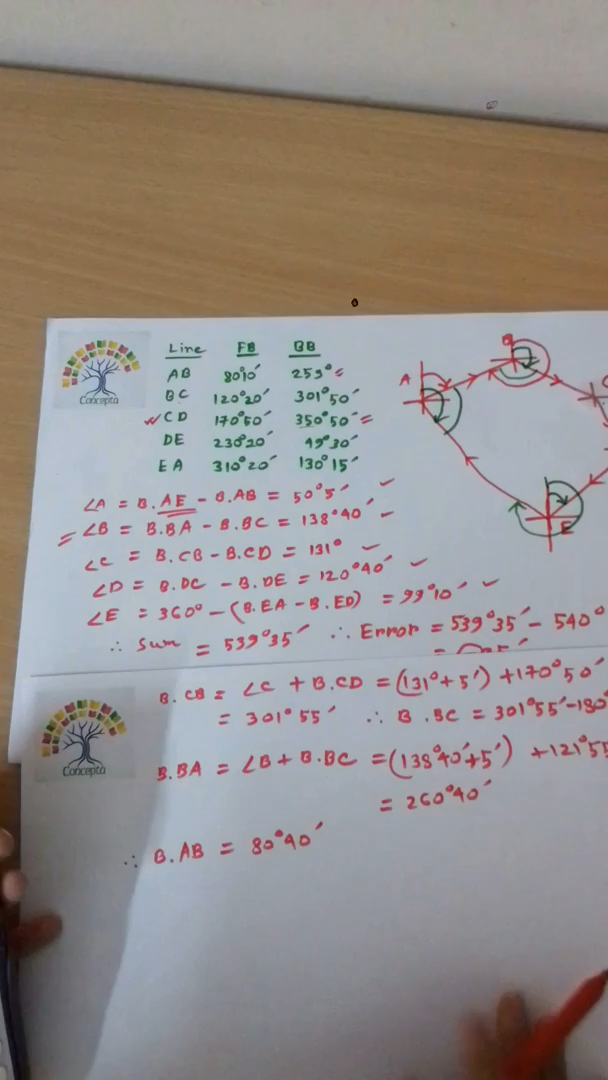 Concepta
Line FB BB
AB 80°10′ 259°
BC 120°20′ 301°50′
CD 170°50′ 350°50′ =
DE 230°20′ 49°30′
EA 310°20′ 130°15′
A
B
C
E
∠A = B.AE - B.AB = 50°5′
∠B = B.BA - B.BC = 138°40′
∠C = B.CB - B.CD = 131°
∠D = B.DC - B.DE = 120°40′
∠E = 360° - (B.EA - B.ED) = 99°10′
∴ Sum = 539°35′ ∴ Error = 539°35′ - 540°
Concepta
B.CB = ∠C + B.CD = (131° + 5′) + 170°50′
= 301°55′ ∴ B.BC = 301°55′ - 180
B.BA = ∠B + B.BC = (138°40′ + 5′) + 121°55
= 260°40′
∴ B.AB = 80°40′